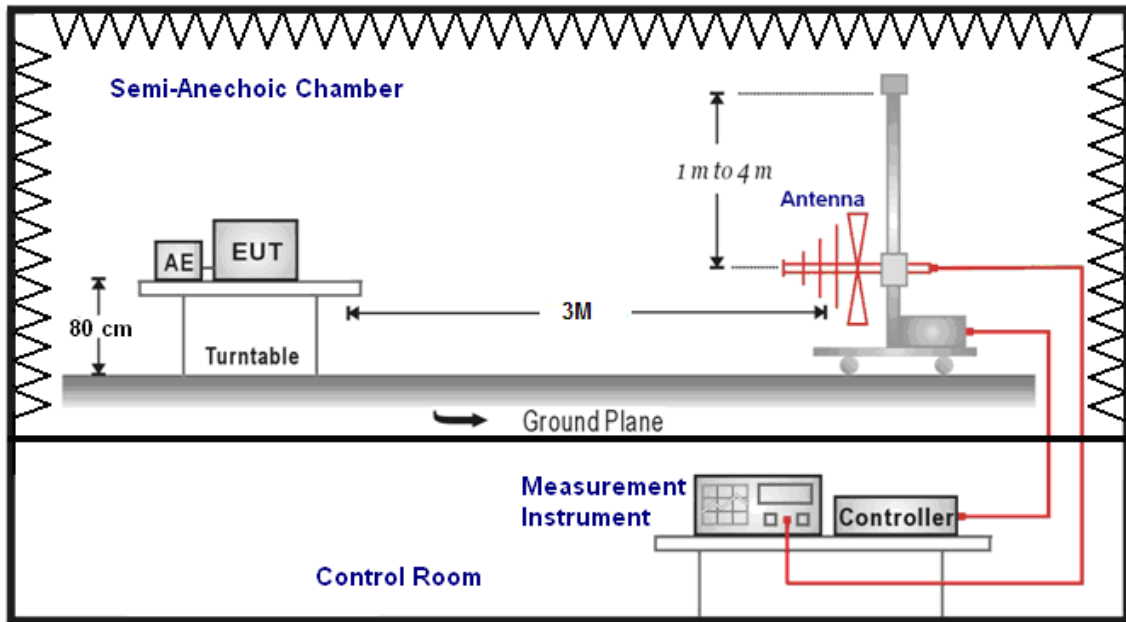 Semi-Anechoic Chamber
1 m to 4 m
Antenna
AE
EUT
80 cm
3M
Turntable
Ground Plane
Measurement
Instrument
Controller
Control Room